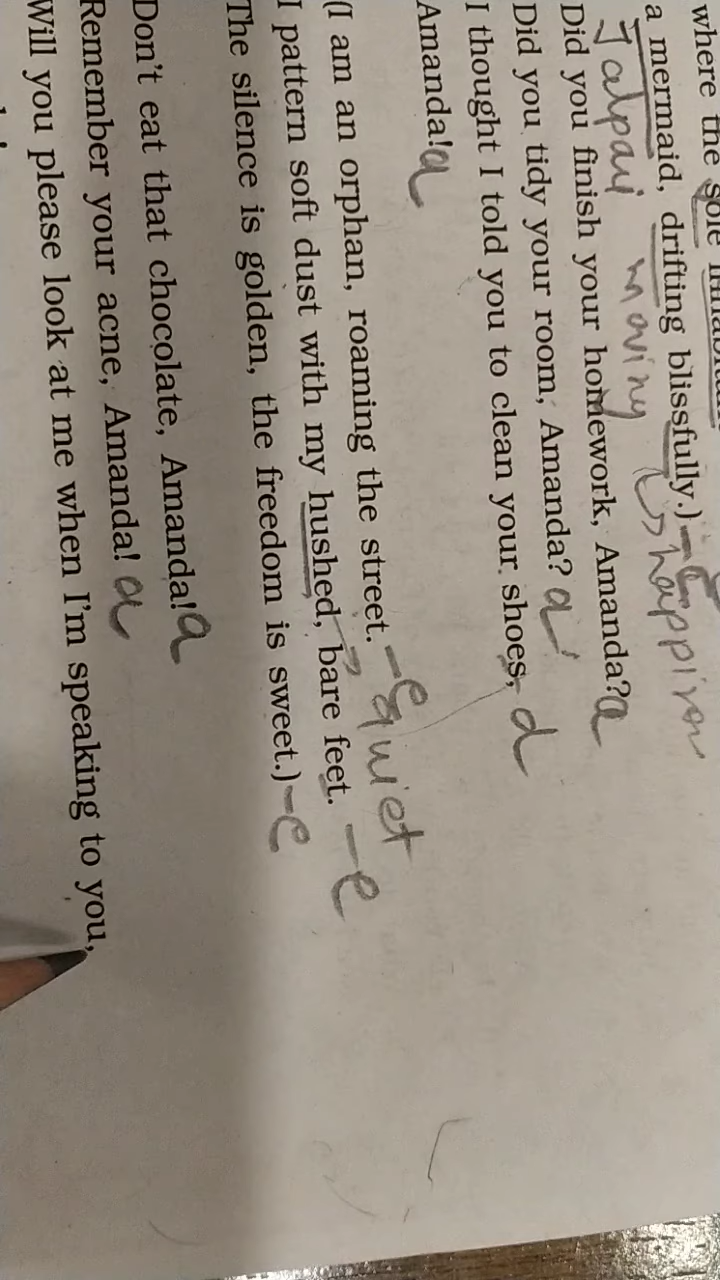 where the sole
a mermaid, drifting blissfully.) -e
Jalpari moving
Did you finish your homework, Amanda? a
Did you tidy your room, Amanda? a
I thought I told you to clean your shoes, d
Amanda! a
(I am an orphan, roaming the street. -e
quiet
I pattern soft dust with my hushed, bare feet. -e
The silence is golden, the freedom is sweet.) -e
Don't eat that chocolate, Amanda! a
Remember your acne, Amanda! a
Will you please look at me when I'm speaking to you,